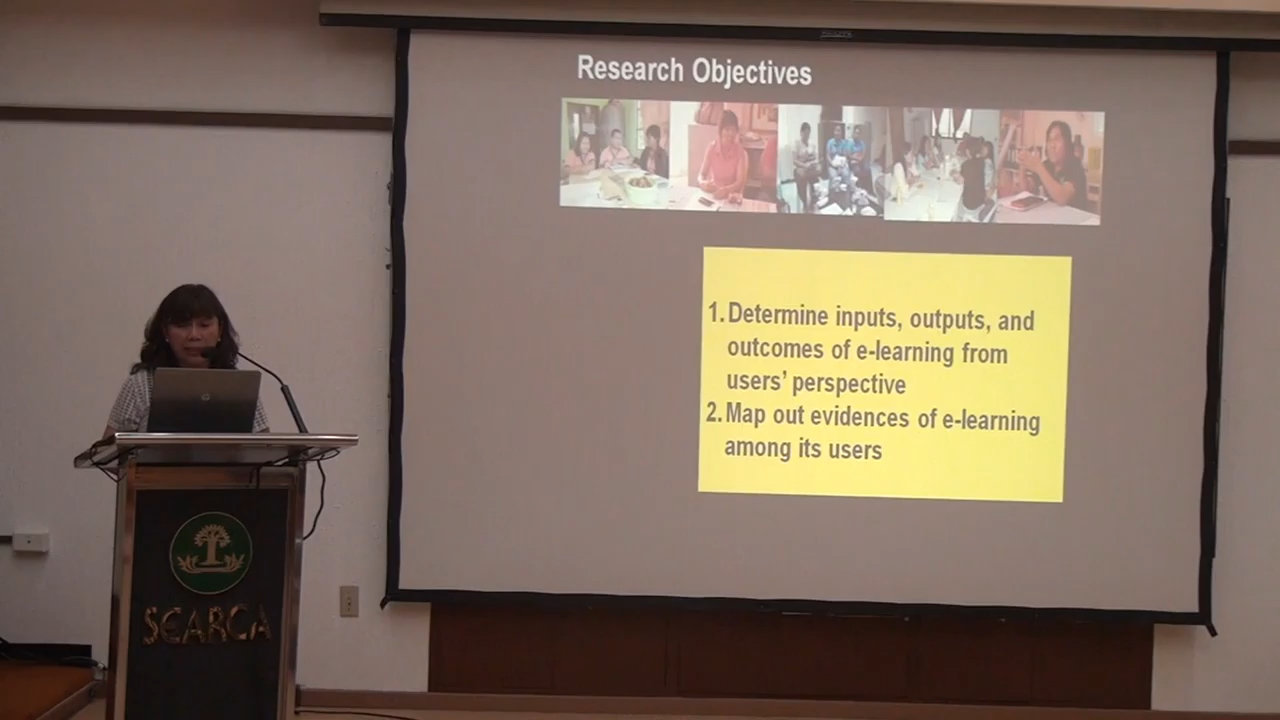 Research Objectives
1. Determine inputs, outputs, and
outcomes of e-learning from
users' perspective
2. Map out evidences of e-learning
among its users
SEARCA